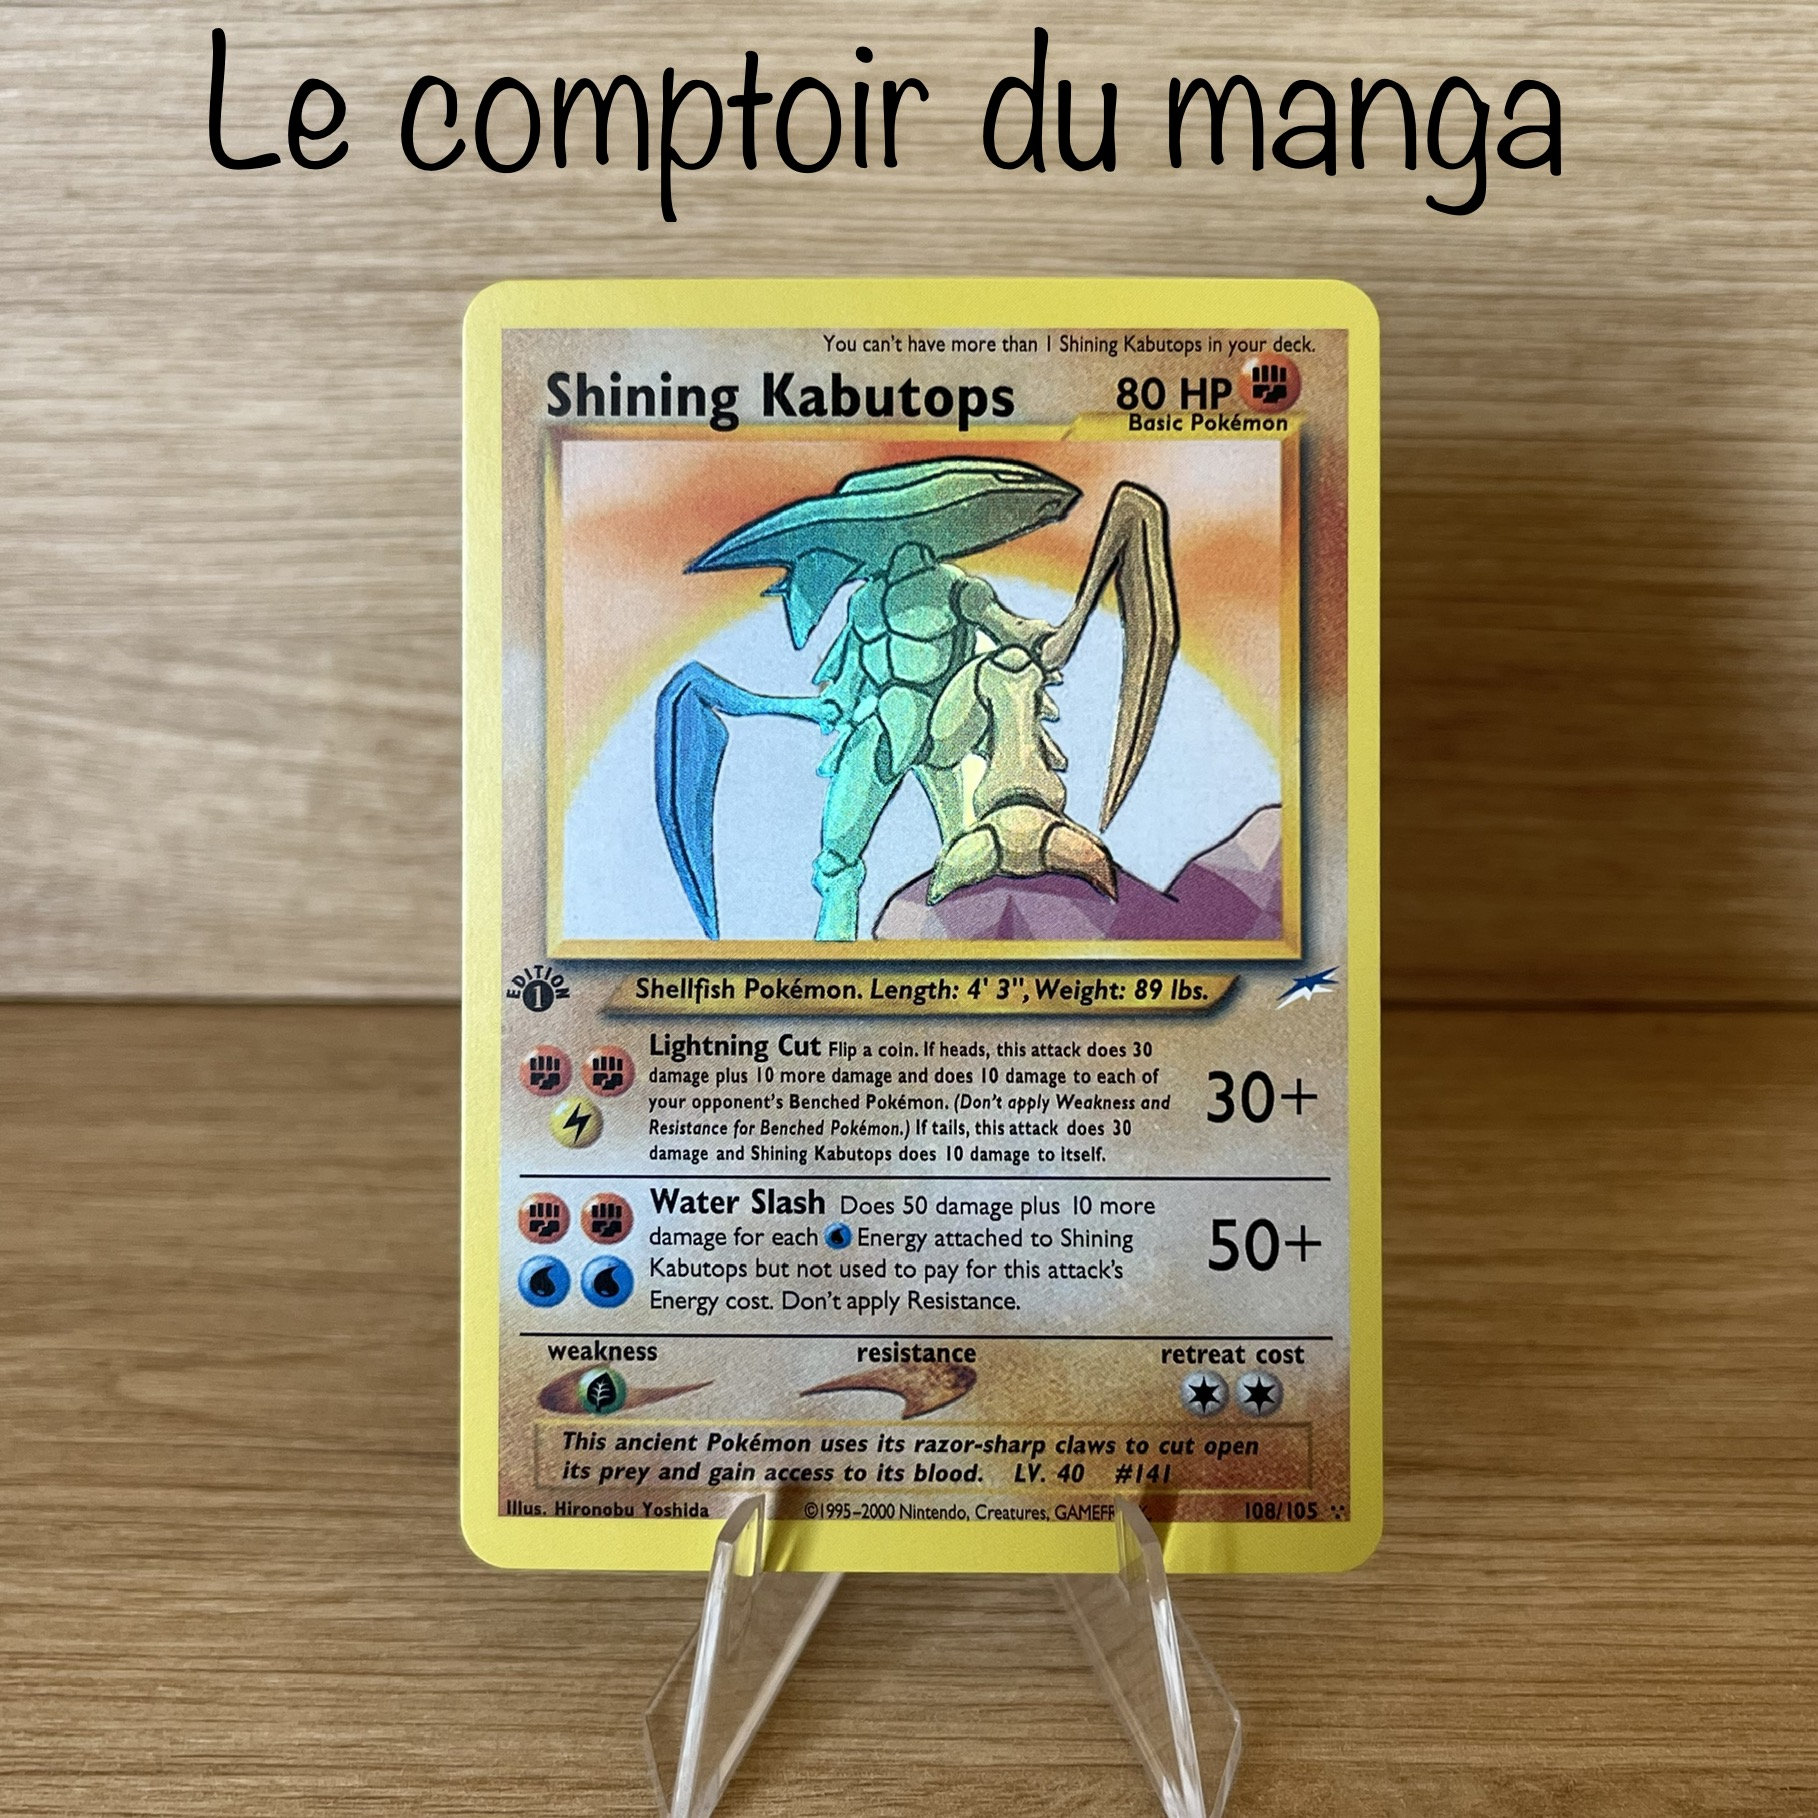 Le comptoir du manga
You can't have more than 1 Shining Kabutops in your deck.
Shining Kabutops 80 HP
Basic Pokémon
EDITION
1
Shellfish Pokémon. Length: 4' 3", Weight: 89 lbs.
Lightning Cut Flip a coin. If heads, this attack does 30
damage plus 10 more damage and does 10 damage to each of
your opponent's Benched Pokémon. (Don't apply Weakness and
Resistance for Benched Pokémon.) If tails, this attack does 30
damage and Shining Kabutops does 10 damage to itself.
30+
Water Slash Does 50 damage plus 10 more
damage for each Energy attached to Shining
Kabutops but not used to pay for this attack's
Energy cost. Don't apply Resistance.
50+
weakness resistance retreat cost
This ancient Pokémon uses its razor-sharp claws to cut open
its prey and gain access to its blood. LV. 40 #141
Illus. Hironobu Yoshida ©1995-2000 Nintendo, Creatures, 108/105